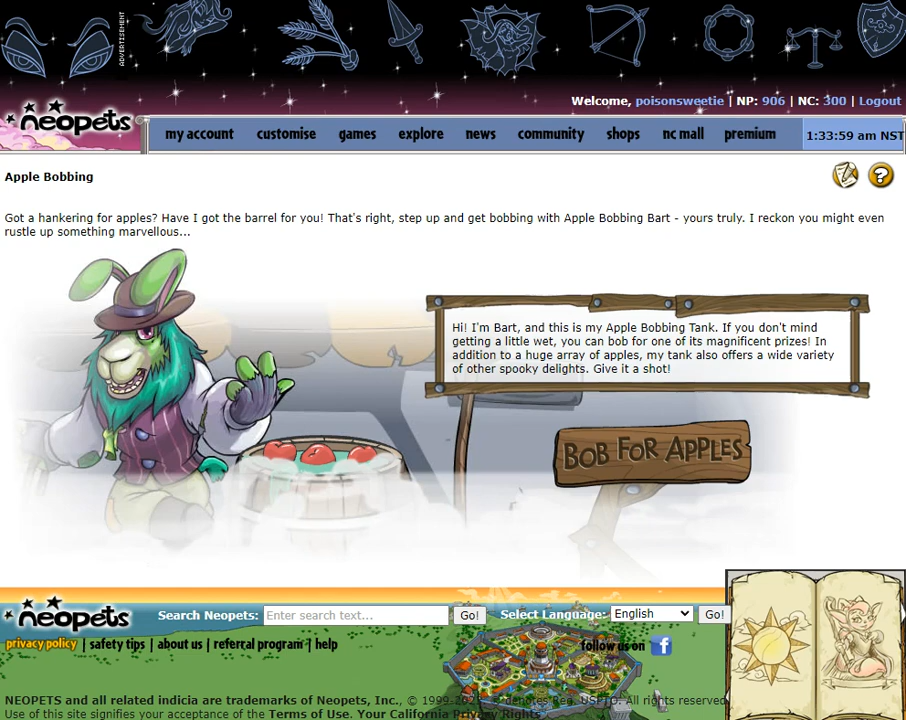 ADVERTISEMENT
Welcome, poisonsweetie | NP: 906 | NC: 300 | Logout
neopets
my account customise games explore news community shops nc mall premium 1:33:59 am NST
Apple Bobbing
Got a hankering for apples? Have I got the barrel for you! That's right, step up and get bobbing with Apple Bobbing Bart - yours truly. I reckon you might even
rustle up something marvellous...
Hi! I'm Bart, and this is my Apple Bobbing Tank. If you don't mind
getting a little wet, you can bob for one of its magnificent prizes! In
addition to a huge array of apples, my tank also offers a wide variety
of other spooky delights. Give it a shot!
BOB FOR APPLES
neopets
Search Neopets: Enter search text... Go! Select Language: English Go!
privacy policy | safety tips | about us | referral program | help follow us on f
NEOPETS and all related indicia are trademarks of Neopets, Inc., © 1999- denotes Reg. USPTO. All rights reserved
Use of this site signifies your acceptance of the Terms of Use. Your California Privacy Rights